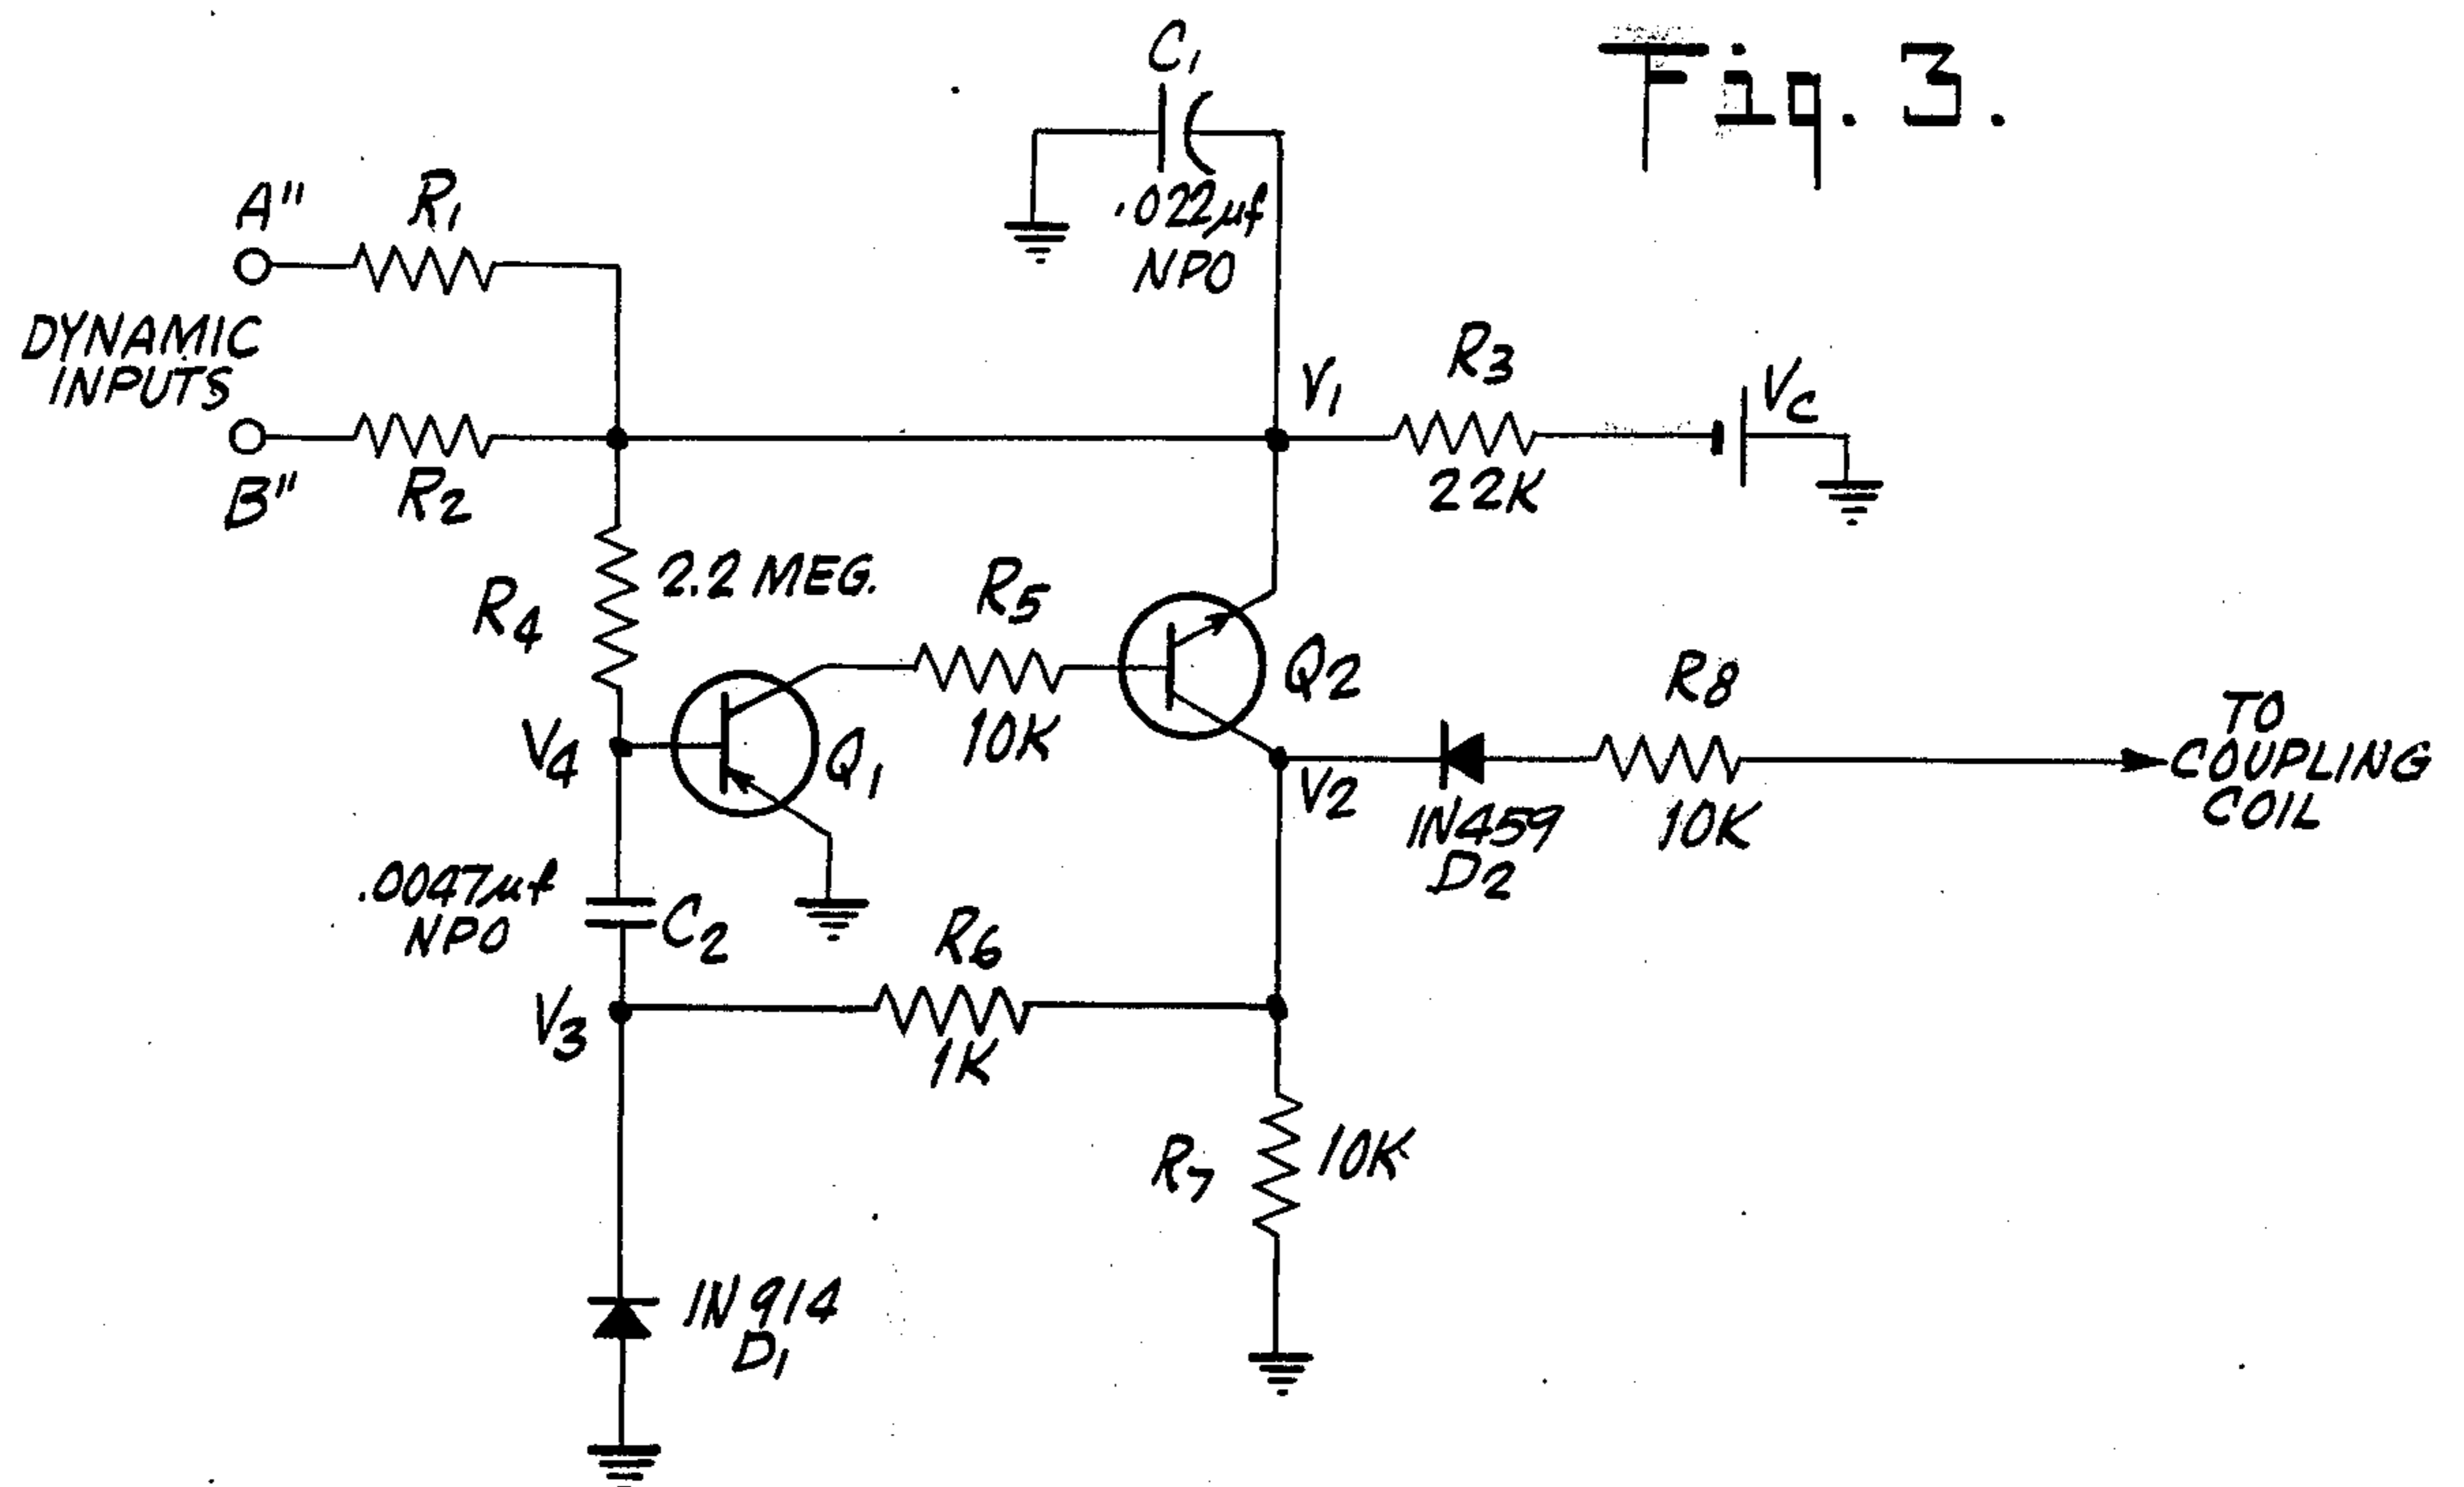 Fig. 3.
C1
.022µf
NPO
A"
R1
DYNAMIC
INPUTS
B"
R2
V1
R3
22K
VC
R4
2.2 MEG.
R5
10K
Q2
R8
10K
TO
COUPLING
COIL
V4
Q1
V2
IN459
D2
.0047µf
NPO
C2
R6
1K
V3
R7
10K
IN914
D1